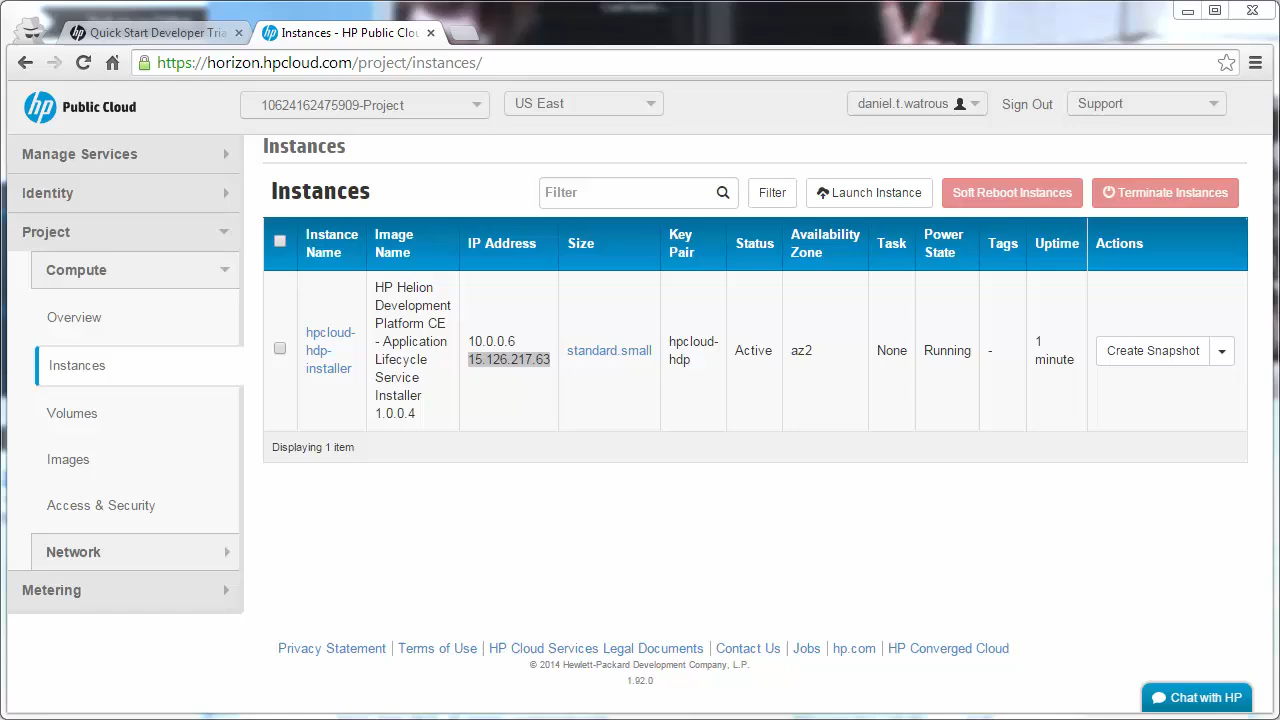 Quick Start Developer Tria
Instances - HP Public Clou
https://horizon.hpcloud.com/project/instances/
hp Public Cloud
10624162475909-Project
US East
daniel.t.watrous
Sign Out
Support
Manage Services
Identity
Project
Compute
Overview
Instances
Volumes
Images
Access & Security
Network
Metering
Instances
Instances
Filter
Filter
Launch Instance
Soft Reboot Instances
Terminate Instances
Instance Name
Image Name
IP Address
Size
Key Pair
Status
Availability Zone
Task
Power State
Tags
Uptime
Actions
hpcloud-
hdp-
installer
HP Helion
Development
Platform CE
- Application
Lifecycle
Service
Installer
1.0.0.4
10.0.0.6
15.126.217.63
standard.small
hpcloud-
hdp
Active
az2
None
Running
-
1
minute
Create Snapshot
Displaying 1 item
Privacy Statement | Terms of Use | HP Cloud Services Legal Documents | Contact Us | Jobs | hp.com | HP Converged Cloud
© 2014 Hewlett-Packard Development Company, L.P.
1.92.0
Chat with HP